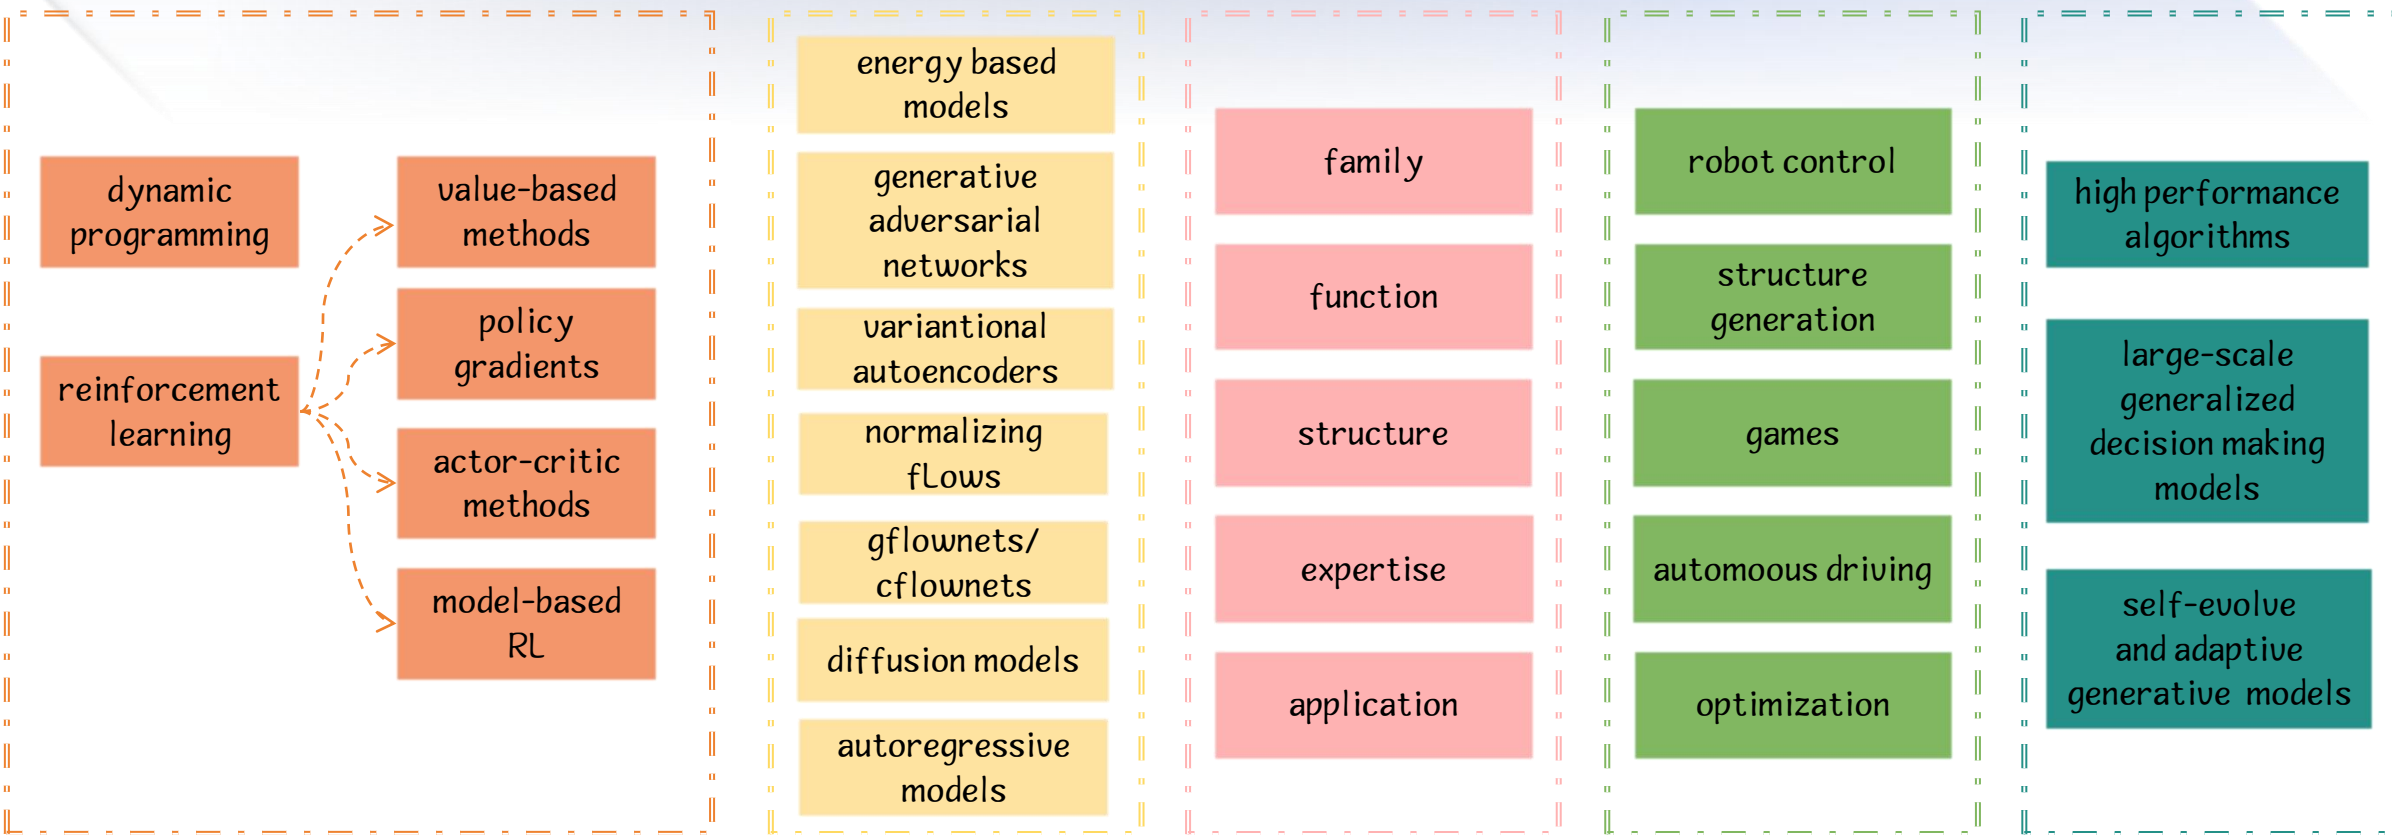 dynamic
programming
reinforcement
learning
value-based
methods
policy
gradients
actor-critic
methods
model-based
RL
energy based
models
generative
adversarial
networks
variantional
autoencoders
normalizing
fLows
gflownets/
cflownets
diffusion models
autoregressive
models
family
function
structure
expertise
application
robot control
structure
generation
games
automoous driving
optimization
high performance
algorithms
large-scale
generalized
decision making
models
self-evolve
and adaptive
generative models